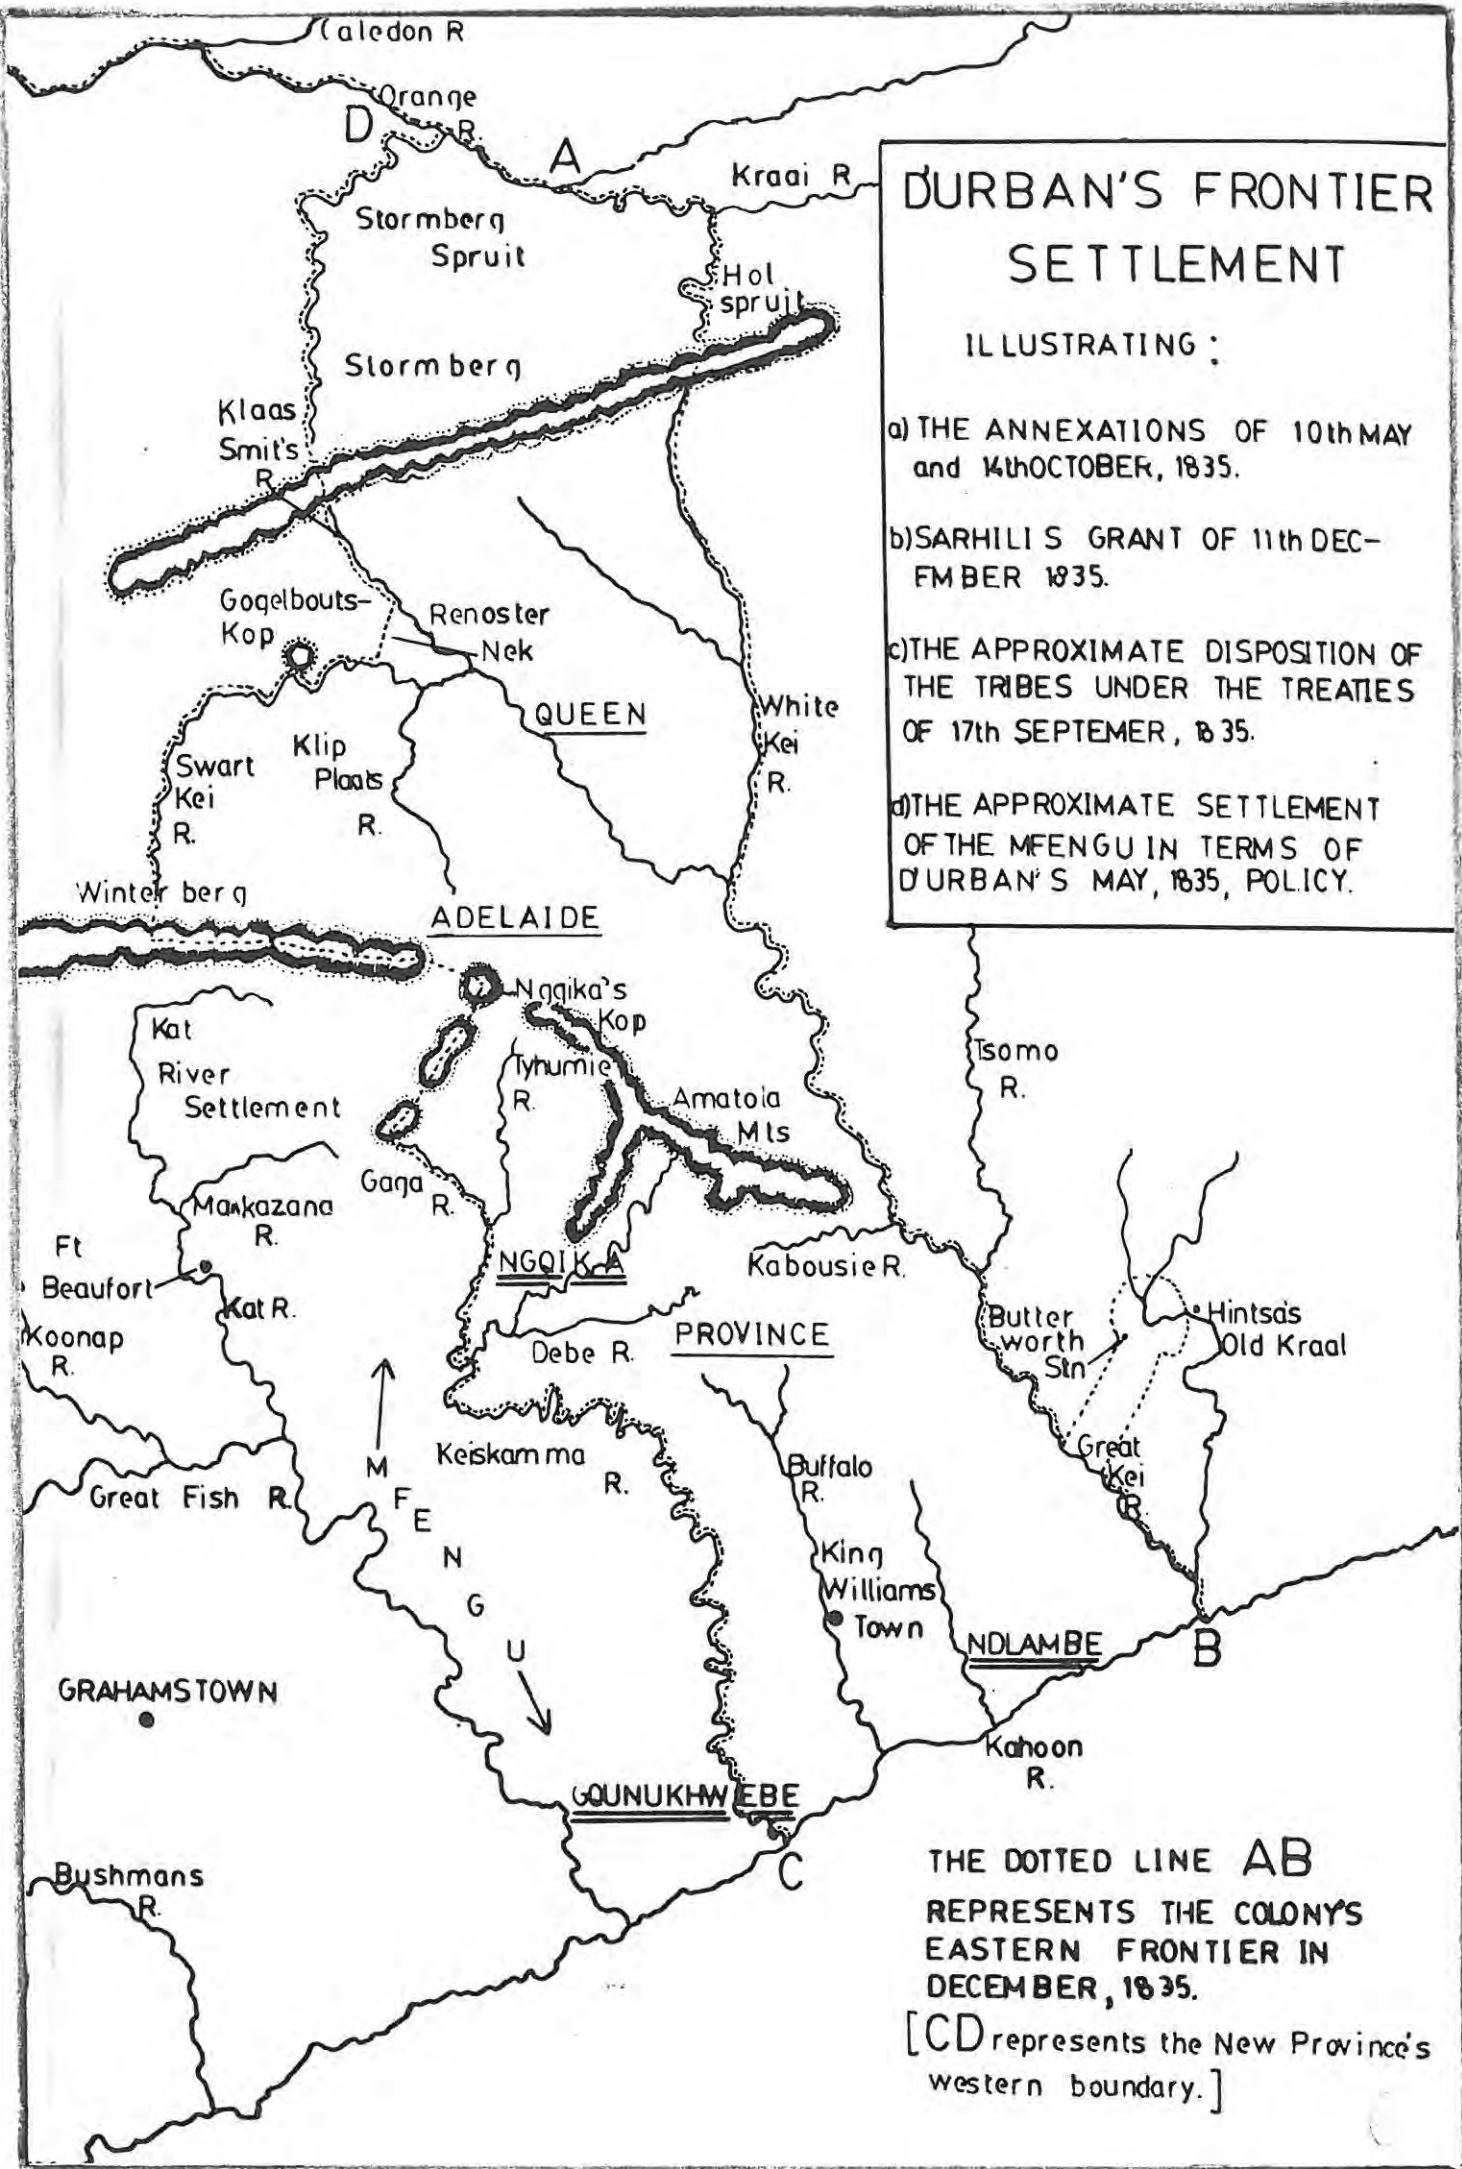 Caledon R
Orange
R.
D
A
Kraai R
Stormberg
Spruit
Hol
spruit
Stormberg
Klaas
Smit's
R
Gogelbouts-
Kop
Renoster
Nek
QUEEN
White
Kei
R.
Swart
Kei
R.
Klip
Plaats
R.
Winterberg
ADELAIDE
Ngqika's
Kop
Kat
River
Settlement
Tyhumie
R.
Amatola
Mts
Tsomo
R.
Gaga
R.
Mankazana
R.
Ft
Beaufort
Kat R.
Koonap
R.
NGQIKA
Kabousie R.
Debe R.
PROVINCE
Butter
worth
Stn
Hintsa's
Old Kraal
Great
Kei
R.
Keiskamma
R.
Great Fish R.
MFENGU
Buffalo
R.
King
Williams
Town
NDLAMBE
B
GRAHAMSTOWN
Kahoon
R.
GQUNUKHWEBE
C
Bushmans
R.
D'URBAN'S FRONTIER
SETTLEMENT
ILLUSTRATING :
a) THE ANNEXATIONS OF 10th MAY
and 14th OCTOBER, 1835.
b) SARHILI S GRANT OF 11th DEC-
EMBER 1835.
c) THE APPROXIMATE DISPOSITION OF
THE TRIBES UNDER THE TREATIES
OF 17th SEPTEMER, 1835.
d) THE APPROXIMATE SETTLEMENT
OF THE MFENGU IN TERMS OF
D'URBAN'S MAY, 1835, POLICY.
THE DOTTED LINE AB
REPRESENTS THE COLONY'S
EASTERN FRONTIER IN
DECEMBER, 1835.
[CD represents the New Province's
western boundary.]